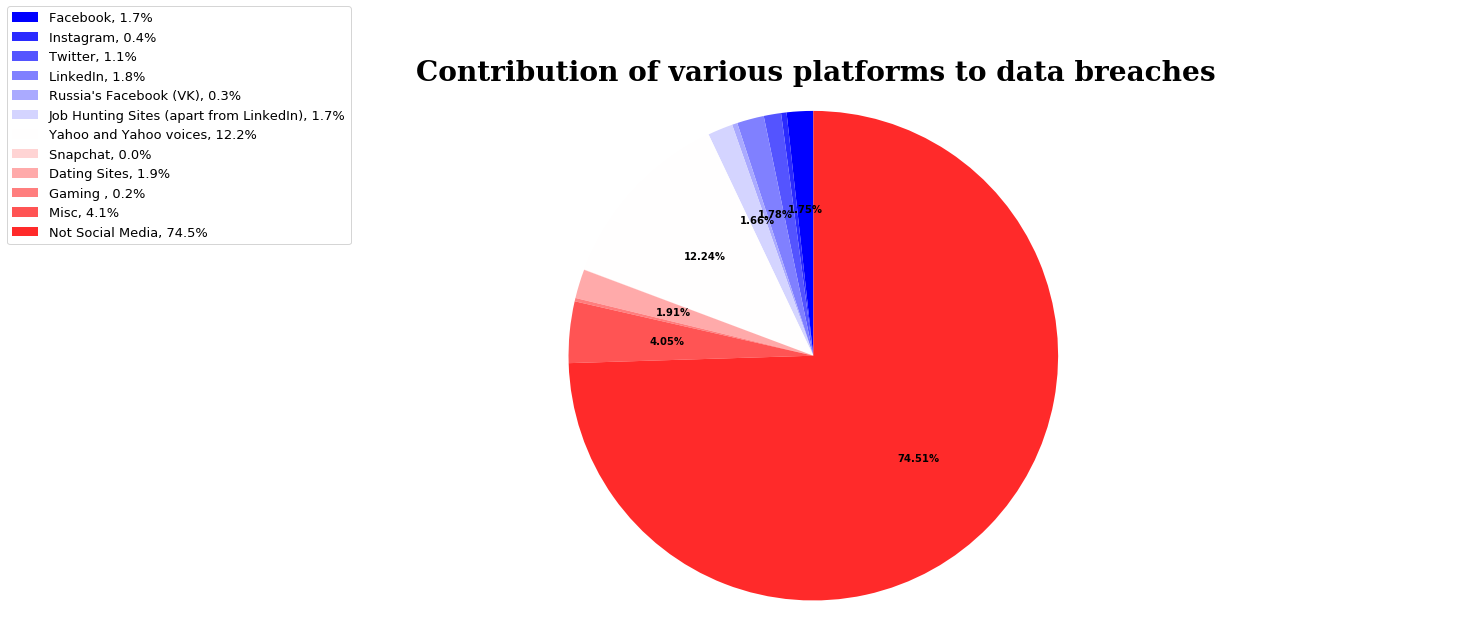 Facebook, 1.7%
Instagram, 0.4%
Twitter, 1.1%
LinkedIn, 1.8%
Russia's Facebook (VK), 0.3%
Job Hunting Sites (apart from LinkedIn), 1.7%
Yahoo and Yahoo voices, 12.2%
Snapchat, 0.0%
Dating Sites, 1.9%
Gaming , 0.2%
Misc, 4.1%
Not Social Media, 74.5%
Contribution of various platforms to data breaches
1.75%
1.78%
1.66%
12.24%
1.91%
4.05%
74.51%